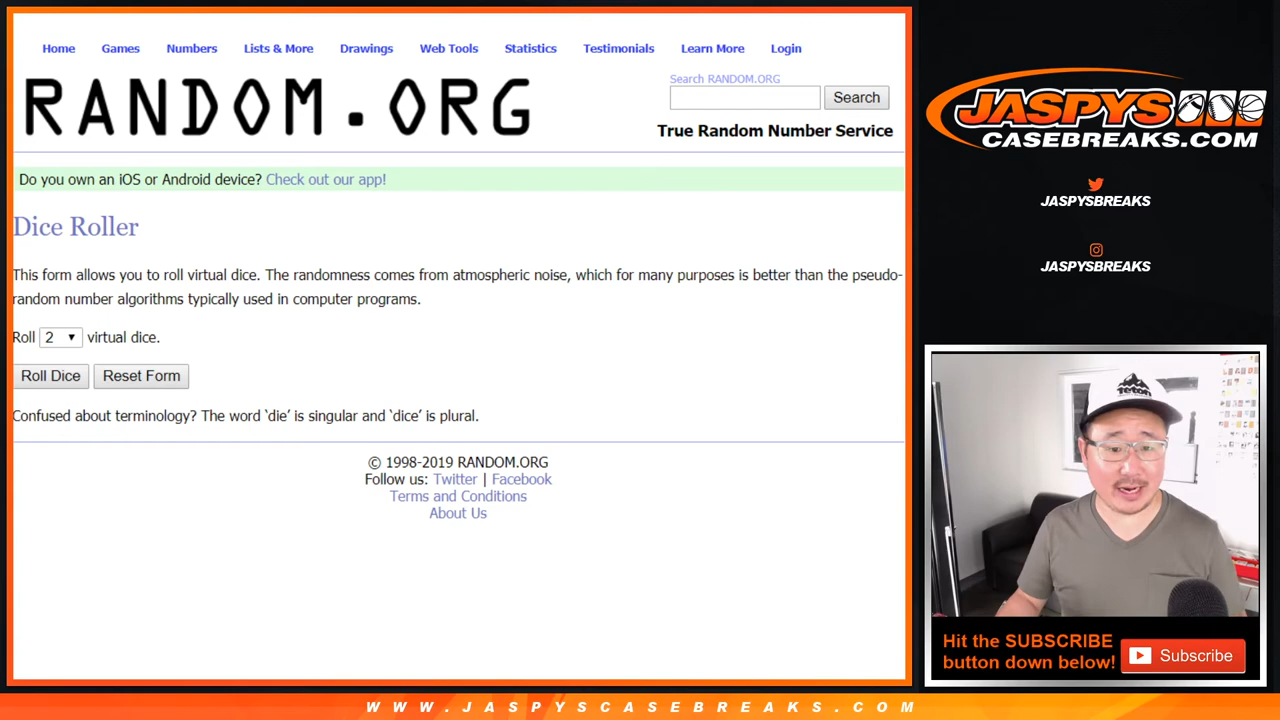 Home Games Numbers Lists & More Drawings Web Tools Statistics Testimonials Learn More Login
RANDOM.ORG
Search RANDOM.ORG
Search
True Random Number Service
Do you own an iOS or Android device? Check out our app!
Dice Roller
This form allows you to roll virtual dice. The randomness comes from atmospheric noise, which for many purposes is better than the pseudo-
random number algorithms typically used in computer programs.
Roll 2 virtual dice.
Roll Dice Reset Form
Confused about terminology? The word ‘die’ is singular and ‘dice’ is plural.
© 1998-2019 RANDOM.ORG
Follow us: Twitter | Facebook
Terms and Conditions
About Us
JASPYS
CASEBREAKS.COM
JASPYSBREAKS
JASPYSBREAKS
Teton
Hit the SUBSCRIBE
button down below!
Subscribe
WWW.JASPYSCASEBREAKS.COM